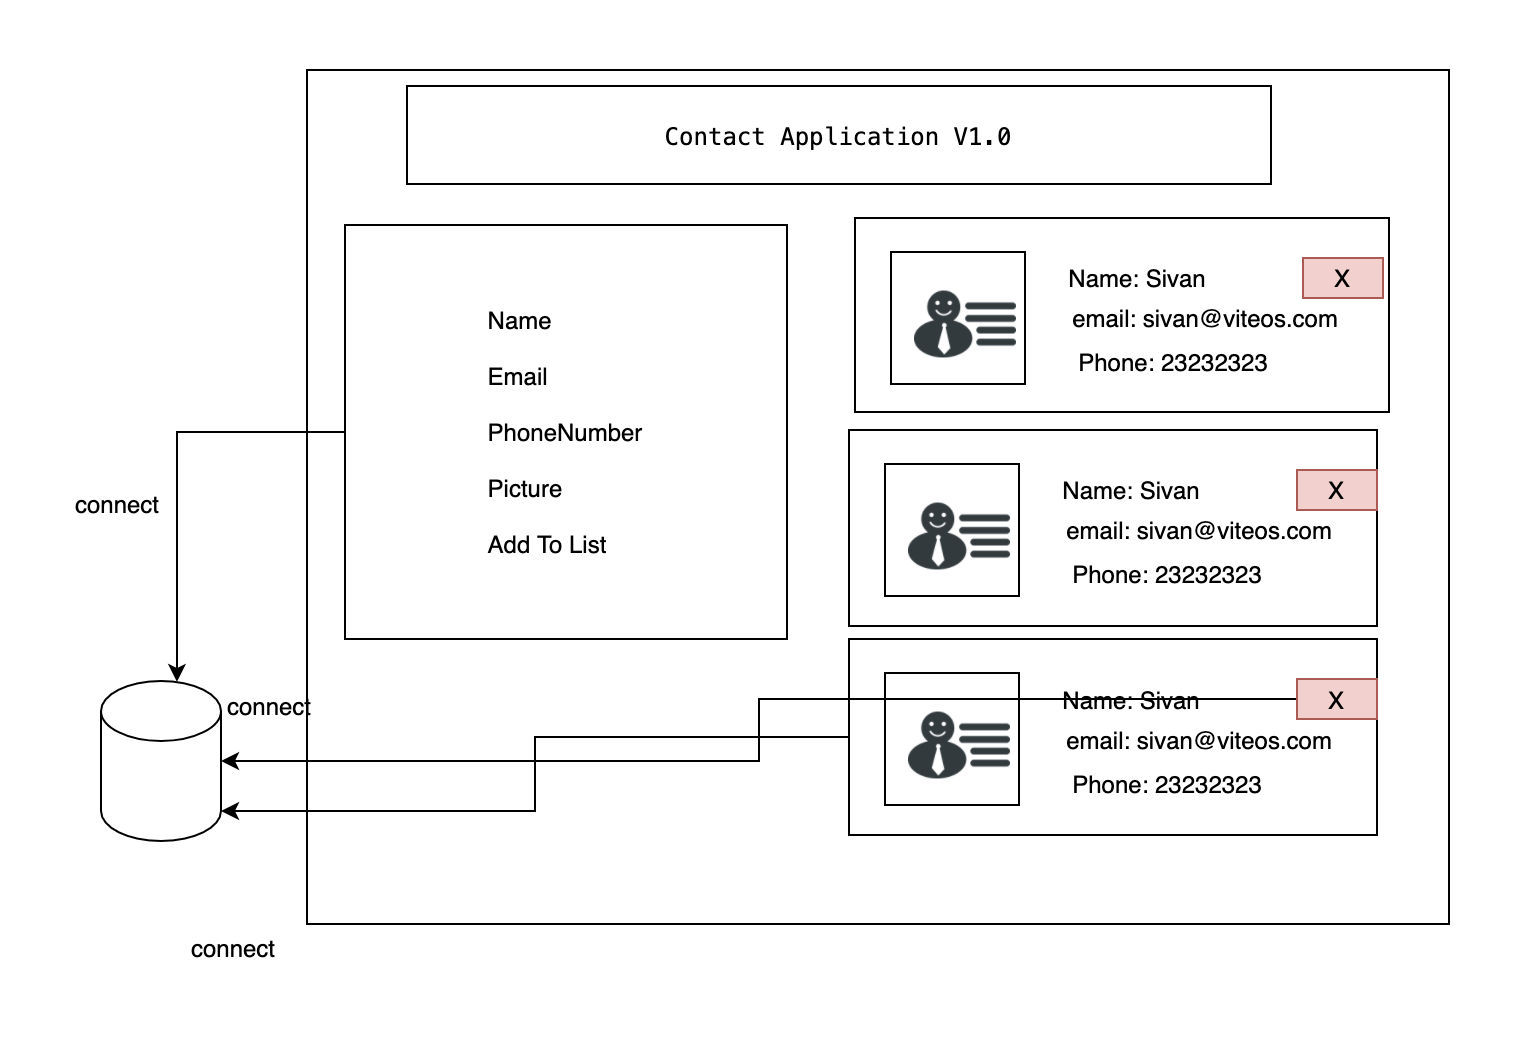 Contact Application V1.0
Name
Email
PhoneNumber
Picture
Add To List
Name: Sivan
X
email: sivan@viteos.com
Phone: 23232323
Name: Sivan
X
email: sivan@viteos.com
Phone: 23232323
Name: Sivan
X
email: sivan@viteos.com
Phone: 23232323
connect
connect
connect